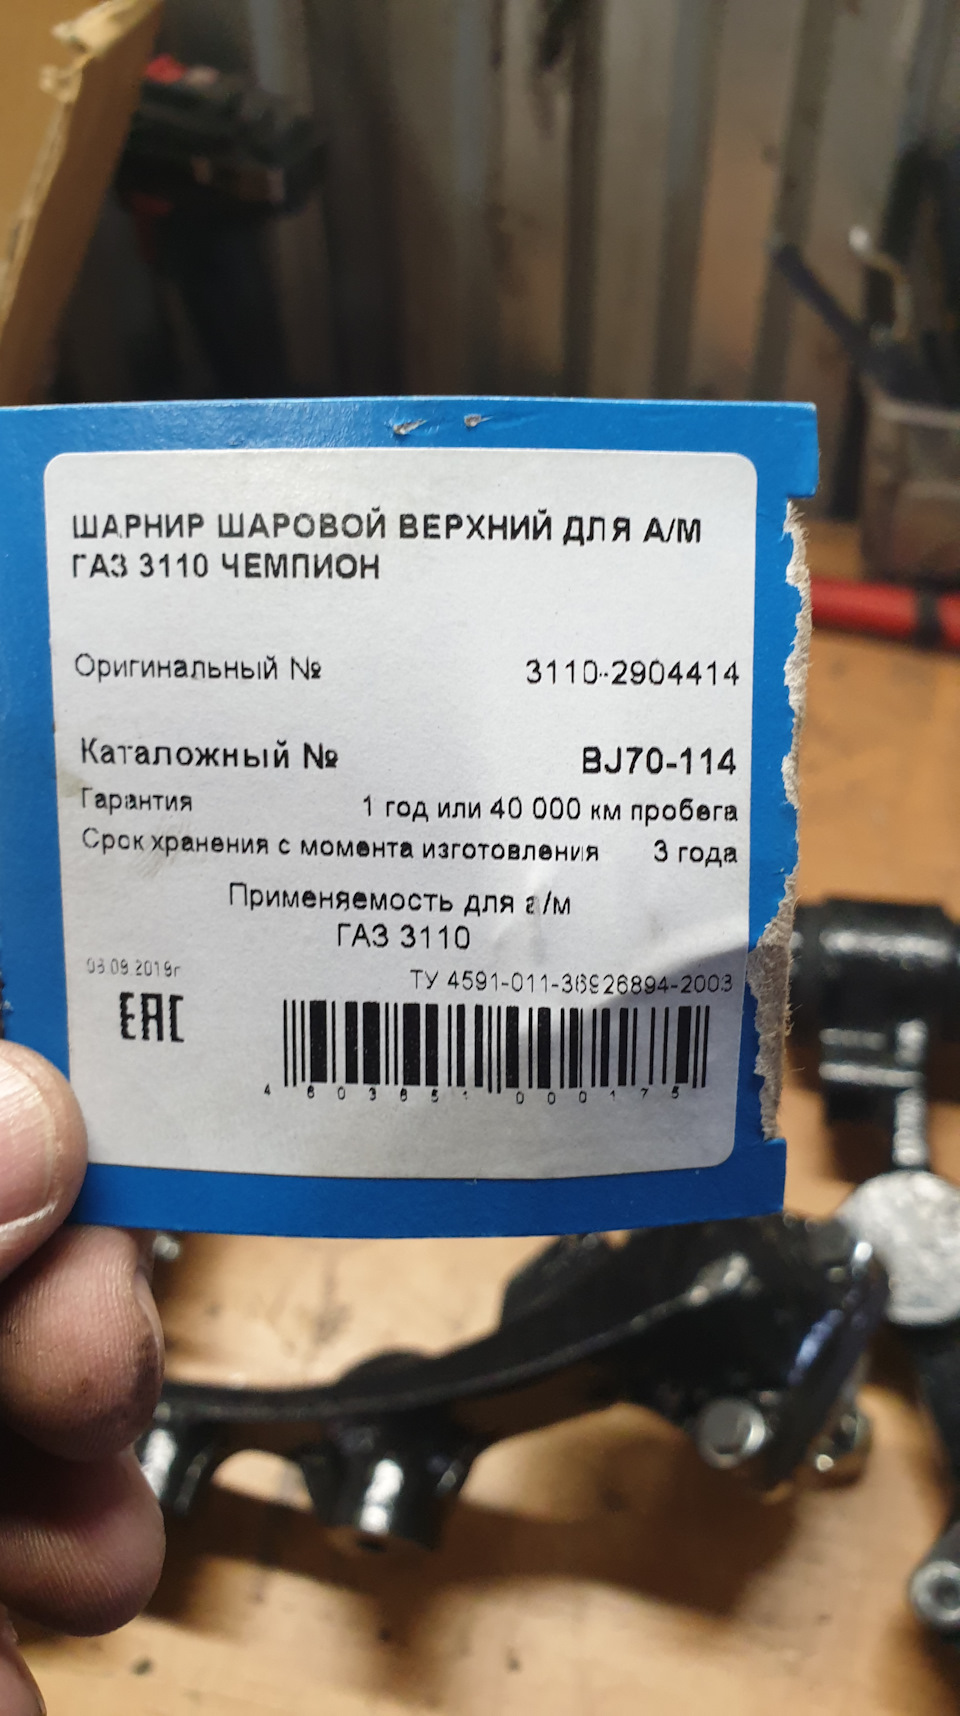 ШАРНИР ШАРОВОЙ ВЕРХНИЙ ДЛЯ А/М
ГАЗ 3110 ЧЕМПИОН
Оригинальный № 3110-2904414
Каталожный № BJ70-114
Гарантия 1 год или 40 000 км пробега
Срок хранения с момента изготовления 3 года
Применяемость для а/м
ГАЗ 3110
ТУ 4591-011-36926894-2003
EAC